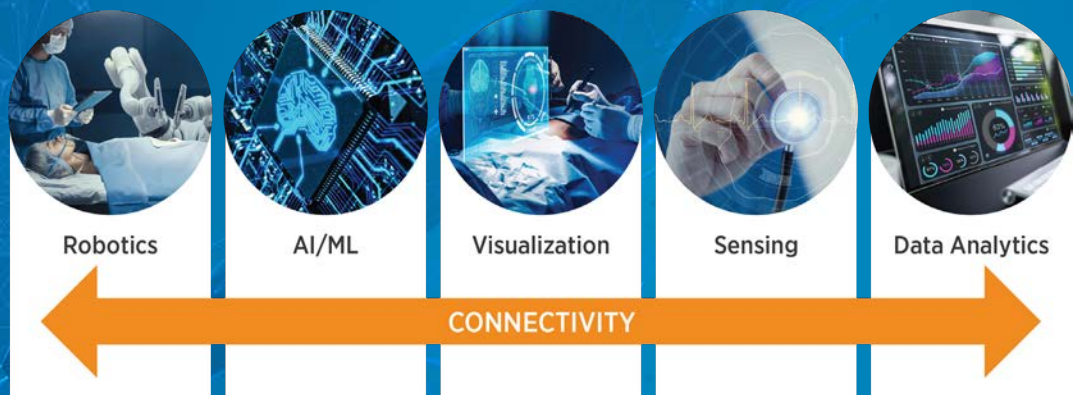 Robotics
AI/ML
Visualization
Sensing
Data Analytics
CONNECTIVITY